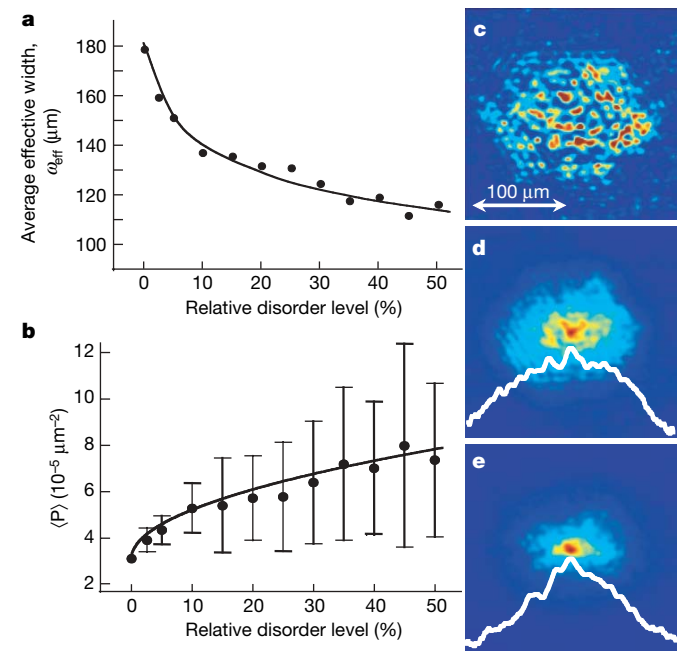 a
Average effective width,
ω_eff (μm)
180
160
140
120
100
0 10 20 30 40 50
Relative disorder level (%)
b
⟨P⟩ (10⁻⁵ μm⁻²)
12
10
8
6
4
2
0 10 20 30 40 50
Relative disorder level (%)
c
100 μm
d
e